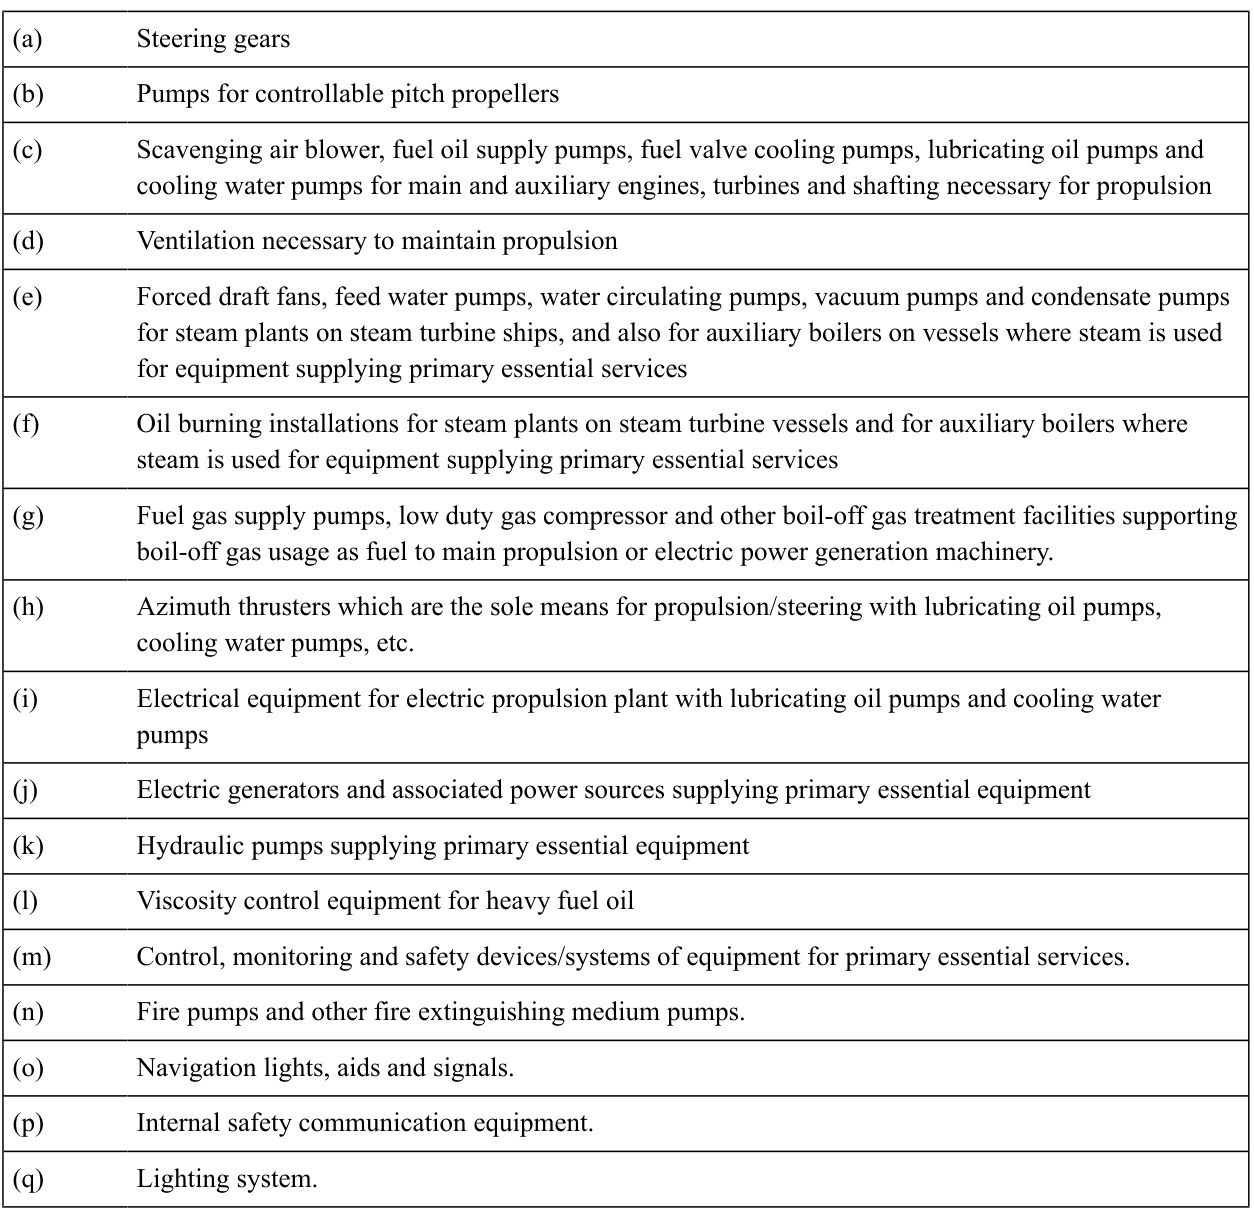 (a) Steering gears
(b) Pumps for controllable pitch propellers
(c) Scavenging air blower, fuel oil supply pumps, fuel valve cooling pumps, lubricating oil pumps and
cooling water pumps for main and auxiliary engines, turbines and shafting necessary for propulsion
(d) Ventilation necessary to maintain propulsion
(e) Forced draft fans, feed water pumps, water circulating pumps, vacuum pumps and condensate pumps
for steam plants on steam turbine ships, and also for auxiliary boilers on vessels where steam is used
for equipment supplying primary essential services
(f) Oil burning installations for steam plants on steam turbine vessels and for auxiliary boilers where
steam is used for equipment supplying primary essential services
(g) Fuel gas supply pumps, low duty gas compressor and other boil-off gas treatment facilities supporting
boil-off gas usage as fuel to main propulsion or electric power generation machinery.
(h) Azimuth thrusters which are the sole means for propulsion/steering with lubricating oil pumps,
cooling water pumps, etc.
(i) Electrical equipment for electric propulsion plant with lubricating oil pumps and cooling water
pumps
(j) Electric generators and associated power sources supplying primary essential equipment
(k) Hydraulic pumps supplying primary essential equipment
(l) Viscosity control equipment for heavy fuel oil
(m) Control, monitoring and safety devices/systems of equipment for primary essential services.
(n) Fire pumps and other fire extinguishing medium pumps.
(o) Navigation lights, aids and signals.
(p) Internal safety communication equipment.
(q) Lighting system.